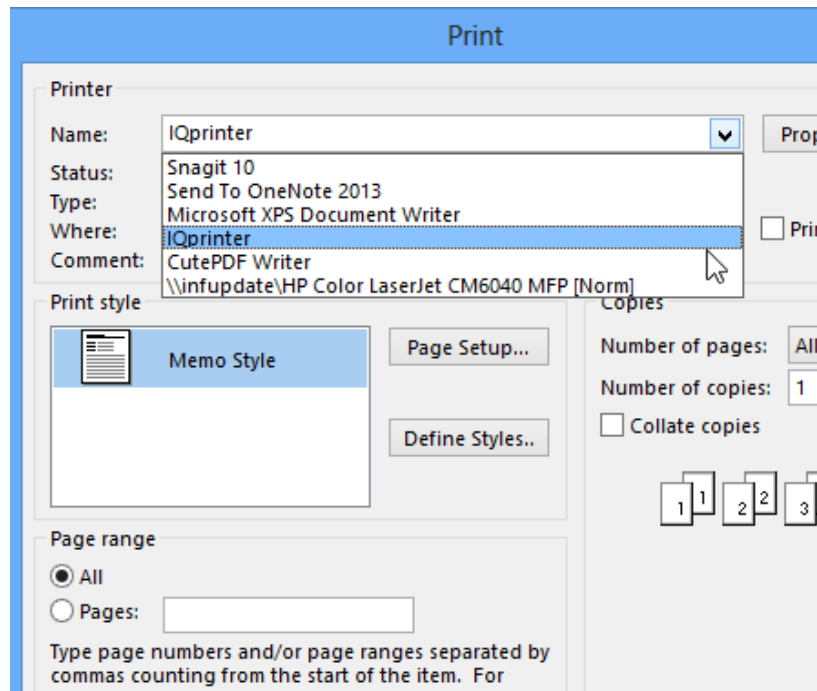 Print
Printer
Name:
IQprinter
Prop
Status:
Type:
Where:
Comment:
Snagit 10
Send To OneNote 2013
Microsoft XPS Document Writer
IQprinter
CutePDF Writer
\\infupdate\HP Color LaserJet CM6040 MFP [Norm]
Prin
Print style
Memo Style
Page Setup...
Define Styles..
Copies
Number of pages: All
Number of copies: 1
Collate copies
1 1 2 2 3
Page range
All
Pages:
Type page numbers and/or page ranges separated by
commas counting from the start of the item. For